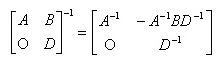 [ A B ; O D ]⁻¹ = [ A⁻¹ −A⁻¹BD⁻¹ ; O D⁻¹ ]